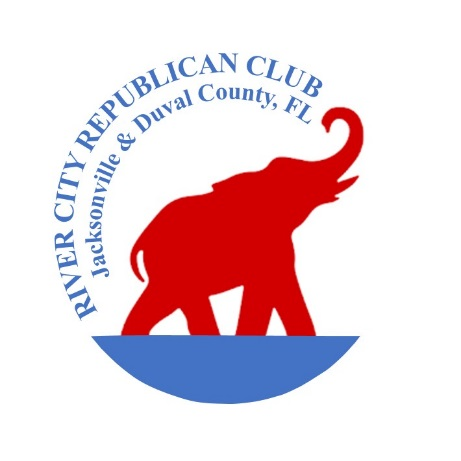 RIVER CITY REPUBLICAN CLUB
Jacksonville & Duval County, FL